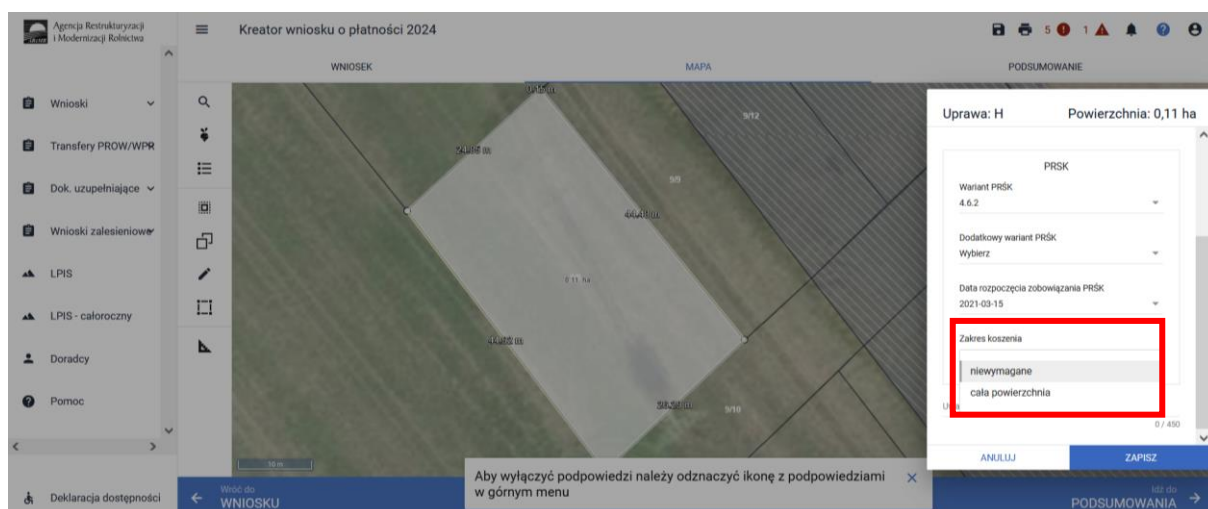 Agencja Restrukturyzacji
i Modernizacji Rolnictwa
Kreator wniosku o płatności 2024
5
1
WNIOSEK
MAPA
PODSUMOWANIE
Wnioski
Transfery PROW/WPR
Dok. uzupełniające
Wnioski zalesieniowe
LPIS
LPIS - całoroczny
Doradcy
Pomoc
Deklaracja dostępności
9/12
9/9
44.48 m
0.11 ha
9/10
10 m
Uprawa: H
Powierzchnia: 0,11 ha
PRSK
Wariant PRŚK
4.6.2
Dodatkowy wariant PRŚK
Wybierz
Data rozpoczęcia zobowiązania PRŚK
2021-03-15
Zakres koszenia
niewymagane
cała powierzchnia
0 / 450
ANULUJ
ZAPISZ
Aby wyłączyć podpowiedzi należy odznaczyć ikonę z podpowiedziami
w górnym menu
Wróć do
WNIOSKU
Idź do
PODSUMOWANIA